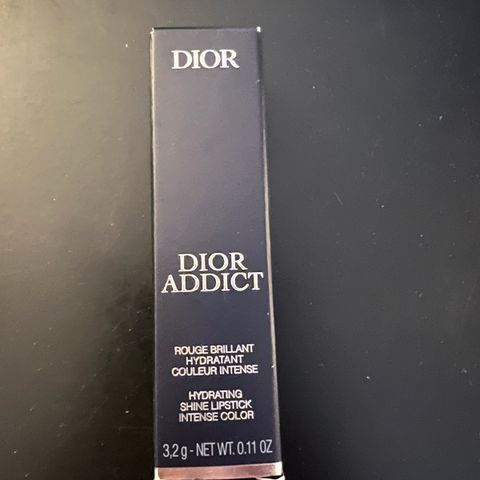 DIOR
DIOR
ADDICT
ROUGE BRILLANT
HYDRATANT
COULEUR INTENSE
HYDRATING
SHINE LIPSTICK
INTENSE COLOR
3,2 g - NET WT. 0.11 OZ